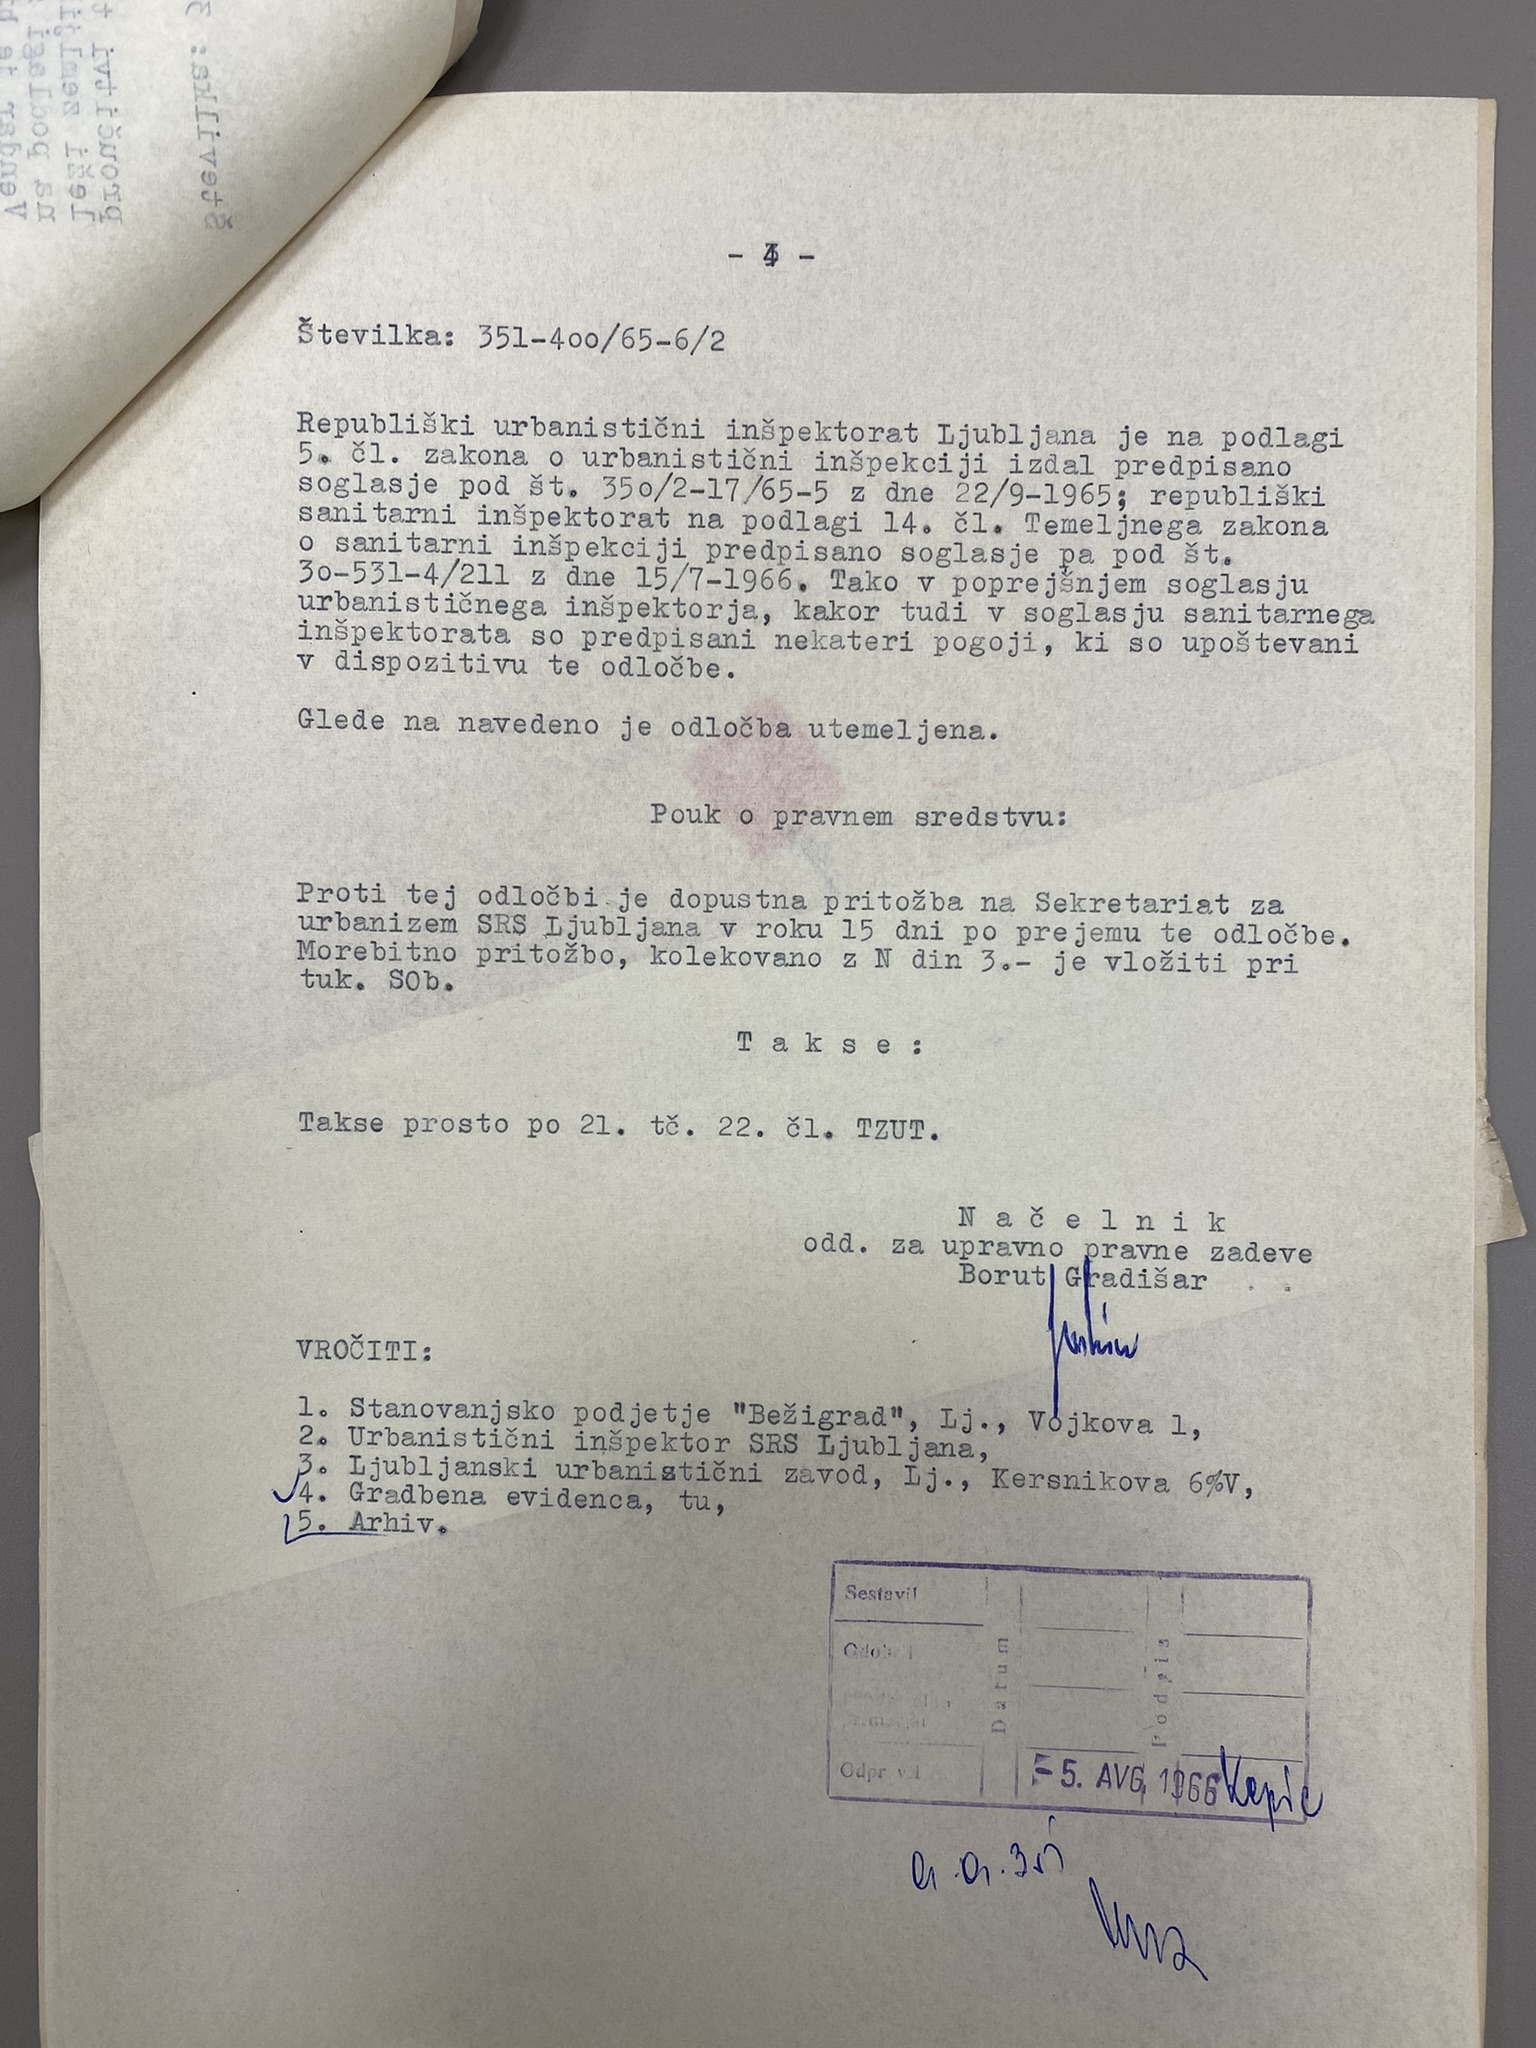 Številka: 351-4oo/65-6/2
Republiški urbanistični inšpektorat Ljubljana je na podlagi
5. čl. zakona o urbanistični inšpekciji izdal predpisano
soglasje pod št. 35o/2-17/65-5 z dne 22/9-1965; republiški
sanitarni inšpektorat na podlagi 14. čl. Temeljnega zakona
o sanitarni inšpekciji predpisano soglasje pa pod št.
3o-531-4/211 z dne 15/7-1966. Tako v poprejšnjem soglasju
urbanističnega inšpektorja, kakor tudi v soglasju sanitarnega
inšpektorata so predpisani nekateri pogoji, ki so upoštevani
v dispozitivu te odločbe.
Glede na navedeno je odločba utemeljena.
Pouk o pravnem sredstvu:
Proti tej odločbi je dopustna pritožba na Sekretariat za
urbanizem SRS Ljubljana v roku 15 dni po prejemu te odločbe.
Morebitno pritožbo, kolekovano z N din 3.- je vložiti pri
tuk. SOb.
T a k s e :
Takse prosto po 21. tč. 22. čl. TZUT.
N a č e l n i k
odd. za upravno pravne zadeve
Borut Gradišar
VROČITI:
1. Stanovanjsko podjetje "Bežigrad", Lj., Vojkova 1,
2. Urbanistični inšpektor SRS Ljubljana,
3. Ljubljanski urbanistični zavod, Lj., Kersnikova 6%V,
4. Gradbena evidenca, tu,
5. Arhiv.
Sestavil
Datum
Podpis
-5. AVG. 1966 Kepic
Številka: 3